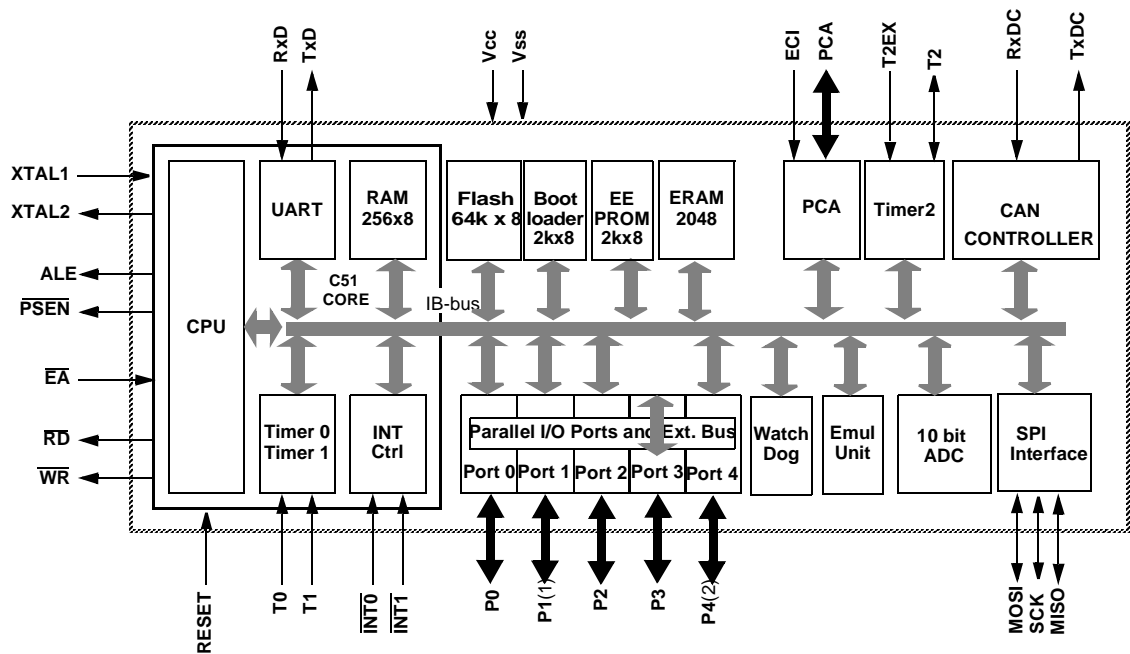 RxD
TxD
Vcc
Vss
ECI
PCA
T2EX
T2
RxDC
TxDC
XTAL1
XTAL2
ALE
PSEN
EA
RD
WR
CPU
UART
RAM
256x8
C51
CORE
IB-bus
Flash
64k x 8
Boot
loader
2kx8
EE
PROM
2kx8
ERAM
2048
PCA
Timer2
CAN
CONTROLLER
Timer 0
Timer 1
INT
Ctrl
Parallel I/O Ports and Ext. Bus
Port 0
Port 1
Port 2
Port 3
Port 4
Watch
Dog
Emul
Unit
10 bit
ADC
SPI
Interface
RESET
T0
T1
INT0
INT1
P0
P1(1)
P2
P3
P4(2)
MOSI
SCK
MISO